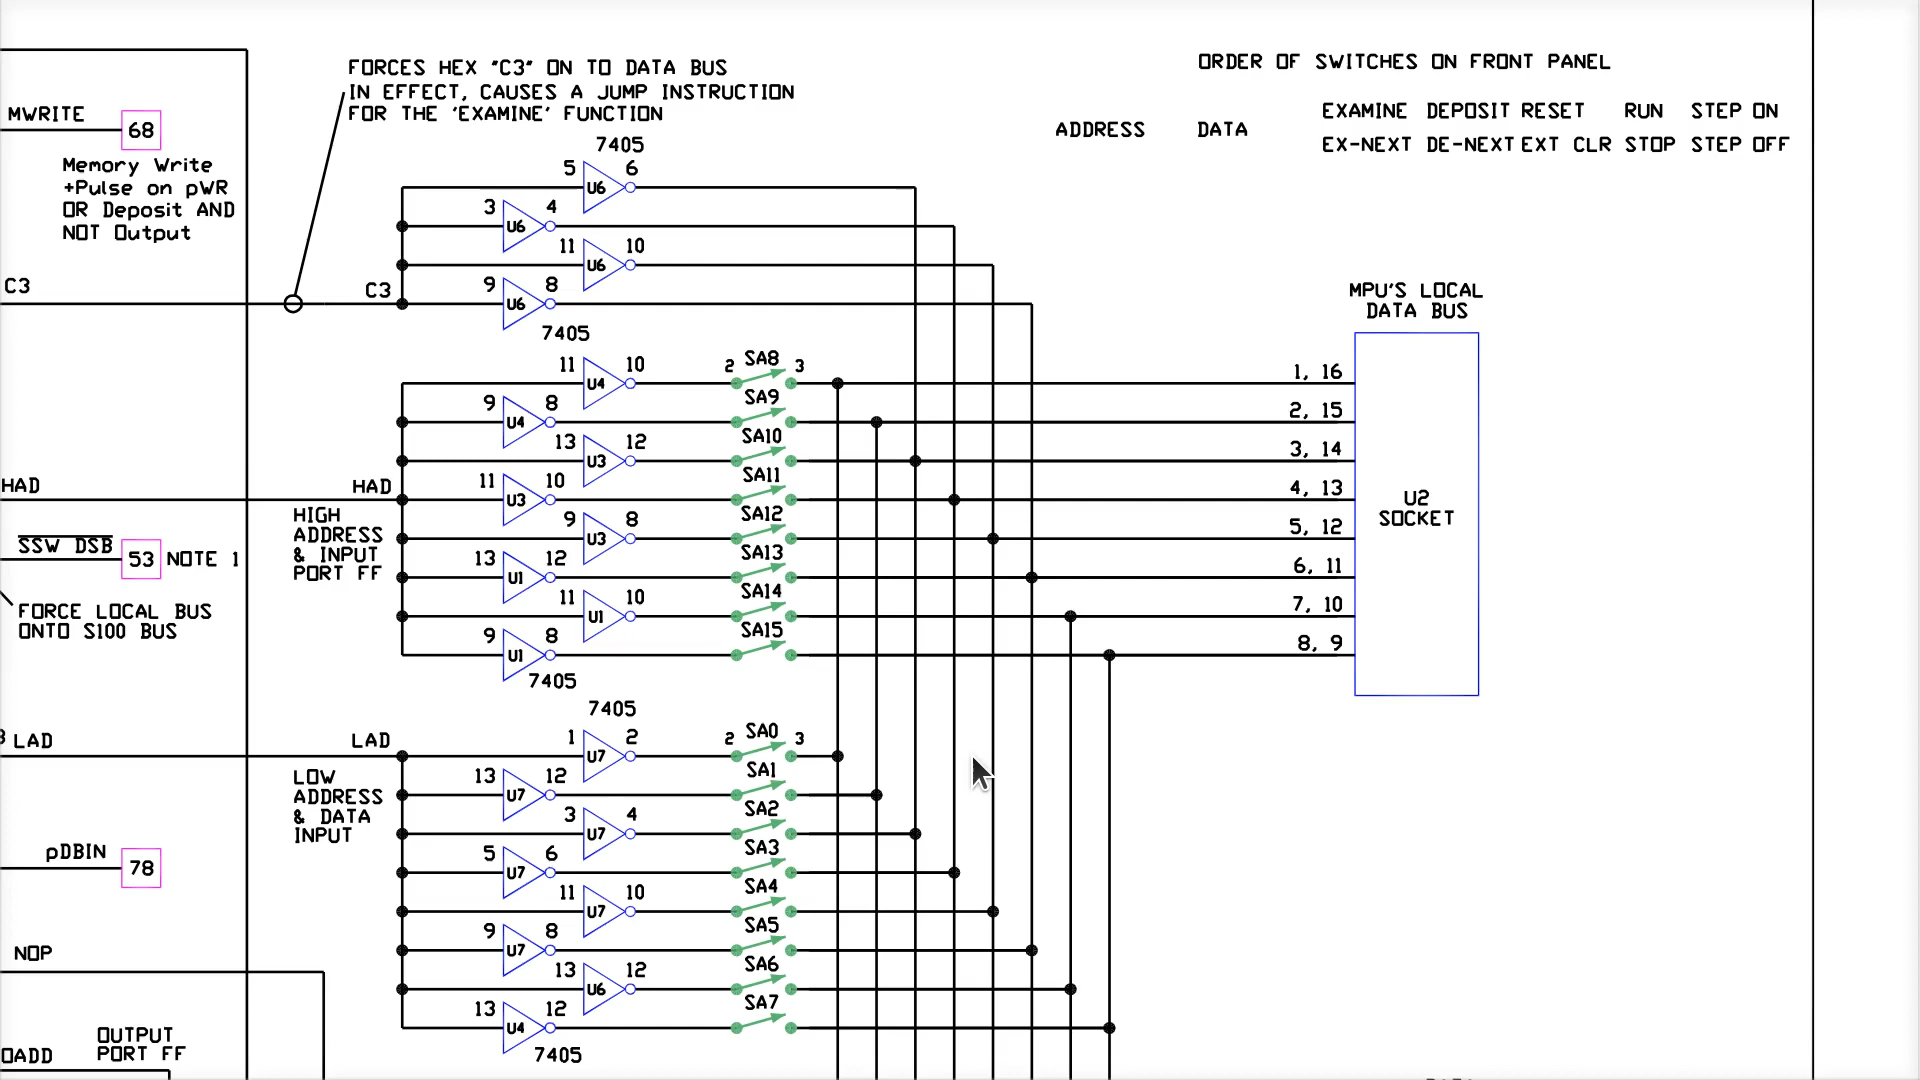 FORCES HEX "C3" ON TO DATA BUS
IN EFFECT, CAUSES A JUMP INSTRUCTION
FOR THE 'EXAMINE' FUNCTION
ORDER OF SWITCHES ON FRONT PANEL
ADDRESS DATA
EXAMINE DEPOSIT RESET RUN STEP ON
EX-NEXT DE-NEXT EXT CLR STOP STEP OFF
MWRITE 68
Memory Write
+Pulse on pWR
OR Deposit AND
NOT Output
7405
5 U6 6
3 U6 4
11 U6 10
C3 C3
9 U6 8
7405
11 U4 10 2 SA8 3
9 U4 8 SA9
13 U3 12 SA10
HAD HAD
11 U3 10 SA11
HIGH
ADDRESS
& INPUT
PORT FF
9 U3 8 SA12
13 U1 12 SA13
11 U1 10 SA14
9 U1 8 SA15
7405
MPU'S LOCAL
DATA BUS
1, 16
2, 15
3, 14
4, 13
5, 12
6, 11
7, 10
8, 9
U2
SOCKET
SSW DSB 53 NOTE 1
FORCE LOCAL BUS
ONTO S100 BUS
7405
LAD LAD
1 U7 2 2 SA0 3
LOW
ADDRESS
& DATA
INPUT
13 U7 12 SA1
3 U7 4 SA2
5 U7 6 SA3
11 U7 10 SA4
9 U7 8 SA5
13 U6 12 SA6
13 U4 12 SA7
7405
pDBIN 78
NOP
OUTPUT
PORT FF
OADD